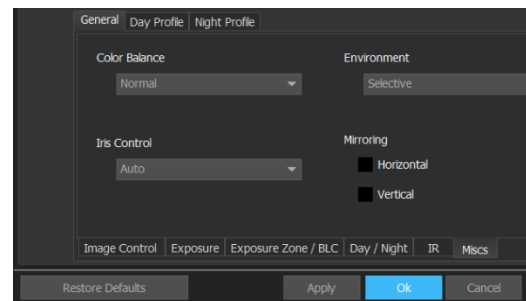 General Day Profile Night Profile
Color Balance Environment
Normal Selective
Iris Control Mirroring
Auto Horizontal
Vertical
Image Control Exposure Exposure Zone / BLC Day / Night IR Miscs
Restore Defaults Apply Ok Cancel